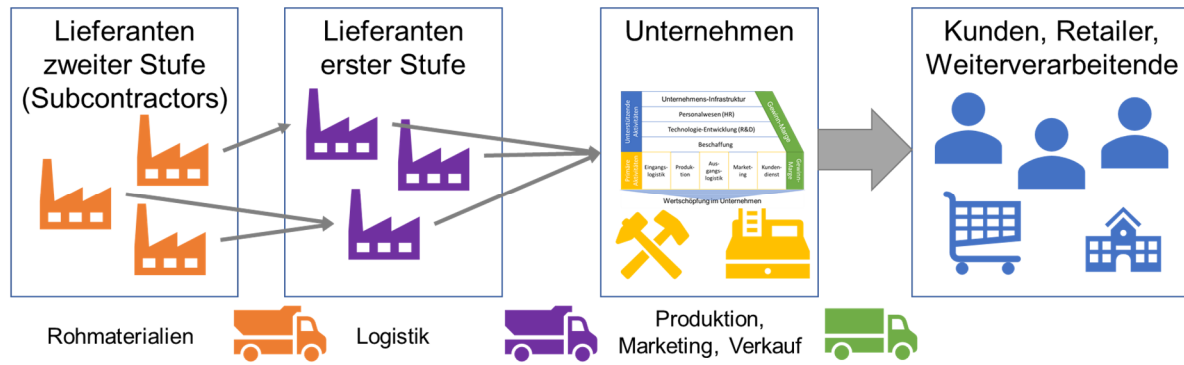 Lieferanten
zweiter Stufe
(Subcontractors)
Lieferanten
erster Stufe
Unternehmen
Unterstützende
Aktivitäten
Unternehmens-Infrastruktur
Personalwesen (HR)
Technologie-Entwicklung (R&D)
Beschaffung
Gewinn-Marge
Primäre
Aktivitäten
Eingangs-
logistik
Produk-
tion
Aus-
gangs-
logistik
Market-
ing
Kunden-
dienst
Gewinn-
Marge
Wertschöpfung im Unternehmen
Kunden, Retailer,
Weiterverarbeitende
Rohmaterialien
Logistik
Produktion,
Marketing, Verkauf